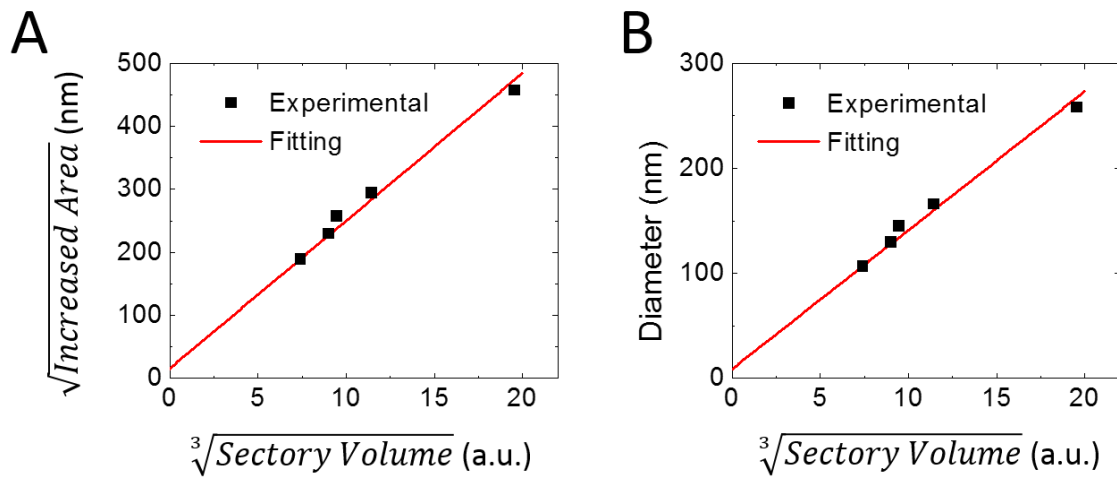 A
500
400
300
200
100
0
√Increased Area (nm)
Experimental
Fitting
0 5 10 15 20
∛Sectory Volume (a.u.)
B
300
200
100
0
Diameter (nm)
Experimental
Fitting
0 5 10 15 20
∛Sectory Volume (a.u.)